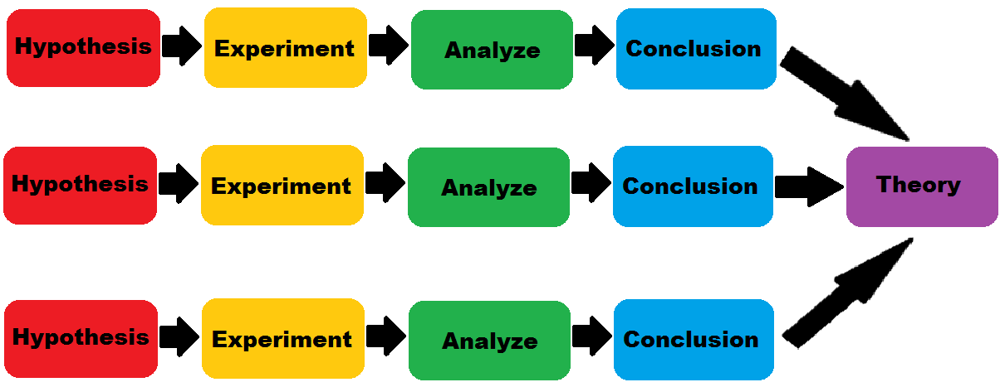 Hypothesis
Experiment
Analyze
Conclusion
Hypothesis
Experiment
Analyze
Conclusion
Theory
Hypothesis
Experiment
Analyze
Conclusion